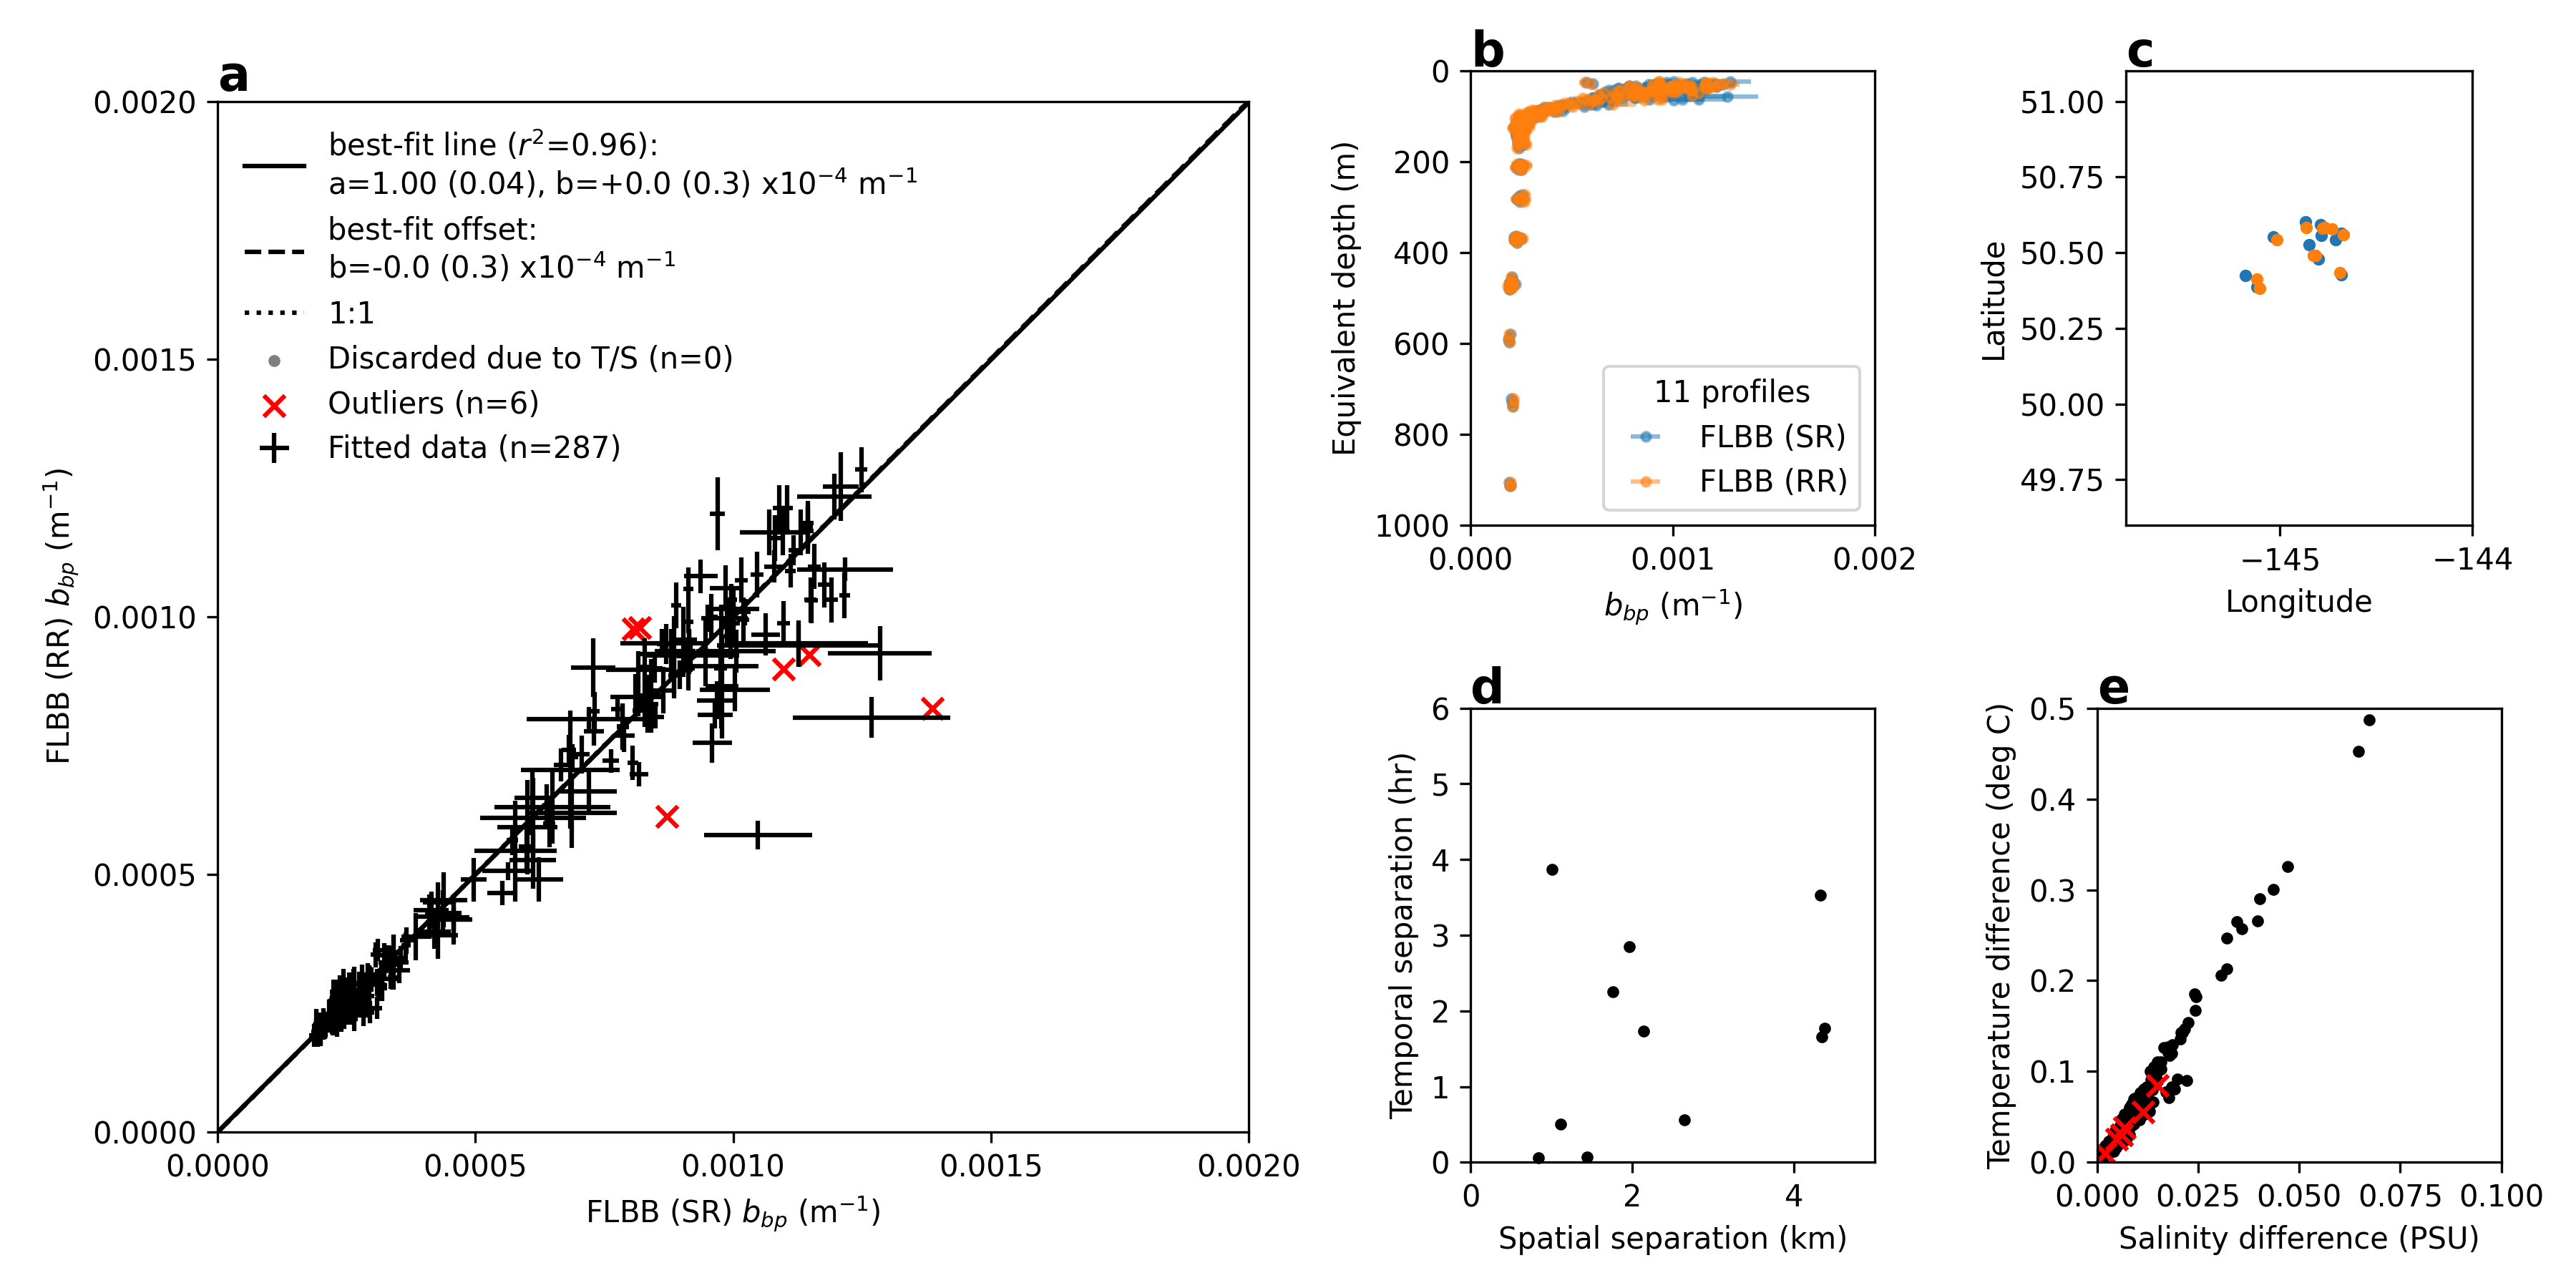 a
0.0020
0.0015
0.0010
0.0005
0.0000
FLBB (RR) b_bp (m⁻¹)
best-fit line (r²=0.96):
a=1.00 (0.04), b=+0.0 (0.3) x10⁻⁴ m⁻¹
best-fit offset:
b=-0.0 (0.3) x10⁻⁴ m⁻¹
1:1
Discarded due to T/S (n=0)
Outliers (n=6)
Fitted data (n=287)
0.0000 0.0005 0.0010 0.0015 0.0020
FLBB (SR) b_bp (m⁻¹)
b
0
200
400
600
800
1000
Equivalent depth (m)
11 profiles
FLBB (SR)
FLBB (RR)
0.000 0.001 0.002
b_bp (m⁻¹)
c
51.00
50.75
50.50
50.25
50.00
49.75
Latitude
−145 −144
Longitude
d
6
5
4
3
2
1
0
Temporal separation (hr)
0 2 4
Spatial separation (km)
e
0.5
0.4
0.3
0.2
0.1
0.0
Temperature difference (deg C)
0.000 0.025 0.050 0.075 0.100
Salinity difference (PSU)